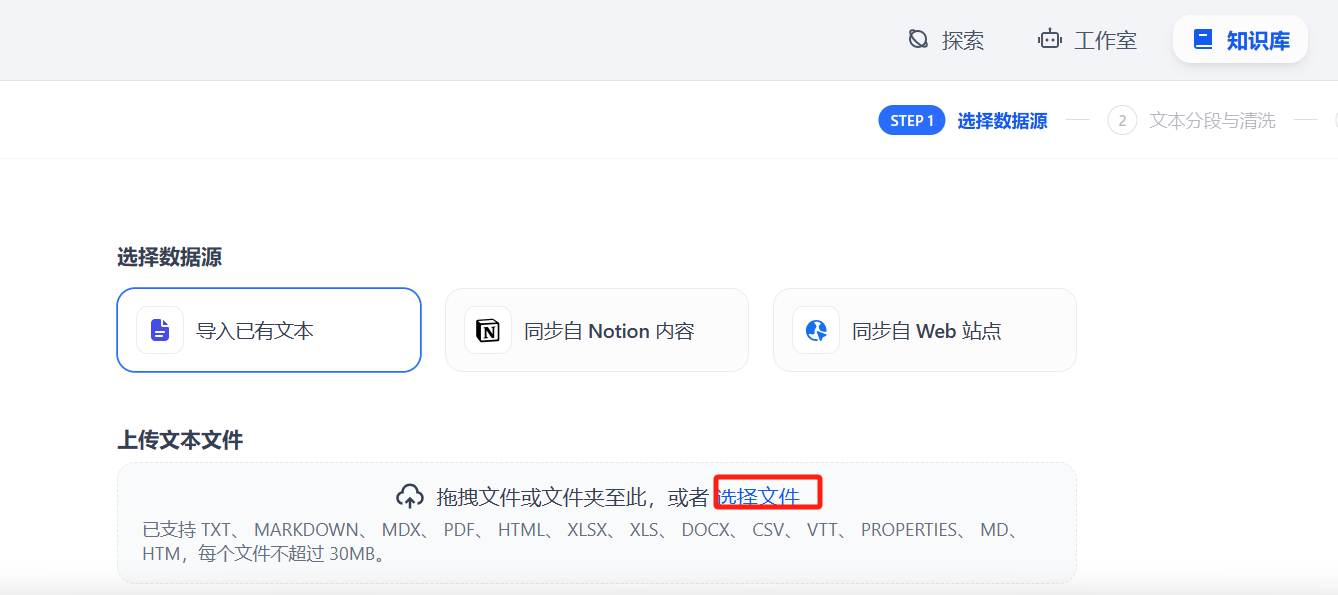 探索 工作室 知识库
STEP 1 选择数据源 2 文本分段与清洗
选择数据源
导入已有文本 同步自 Notion 内容 同步自 Web 站点
上传文本文件
拖拽文件或文件夹至此，或者 选择文件
已支持 TXT、 MARKDOWN、 MDX、 PDF、 HTML、 XLSX、 XLS、 DOCX、 CSV、 VTT、 PROPERTIES、 MD、
HTM，每个文件不超过 30MB。